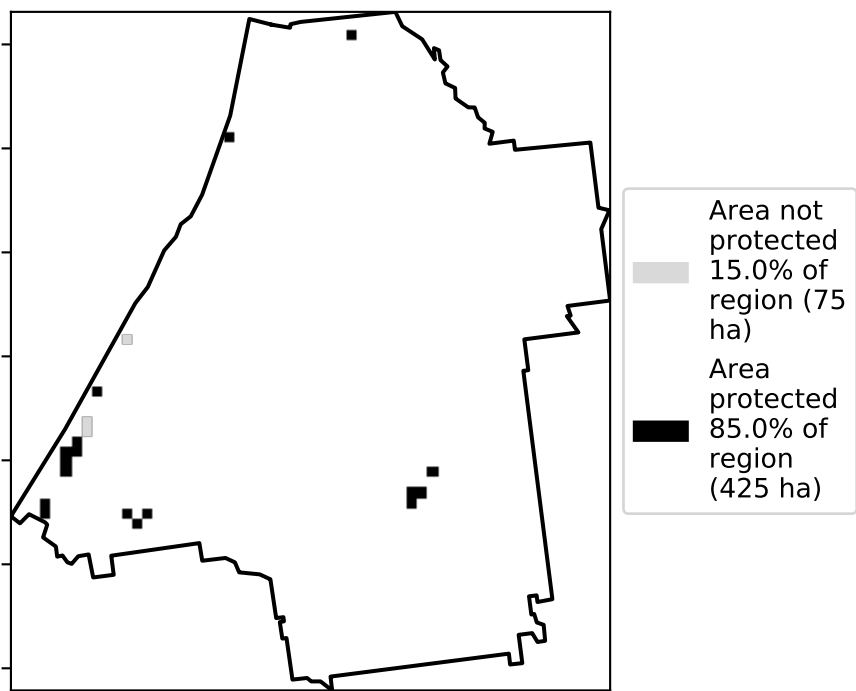 Area not
protected
15.0% of
region (75
ha)
Area
protected
85.0% of
region
(425 ha)